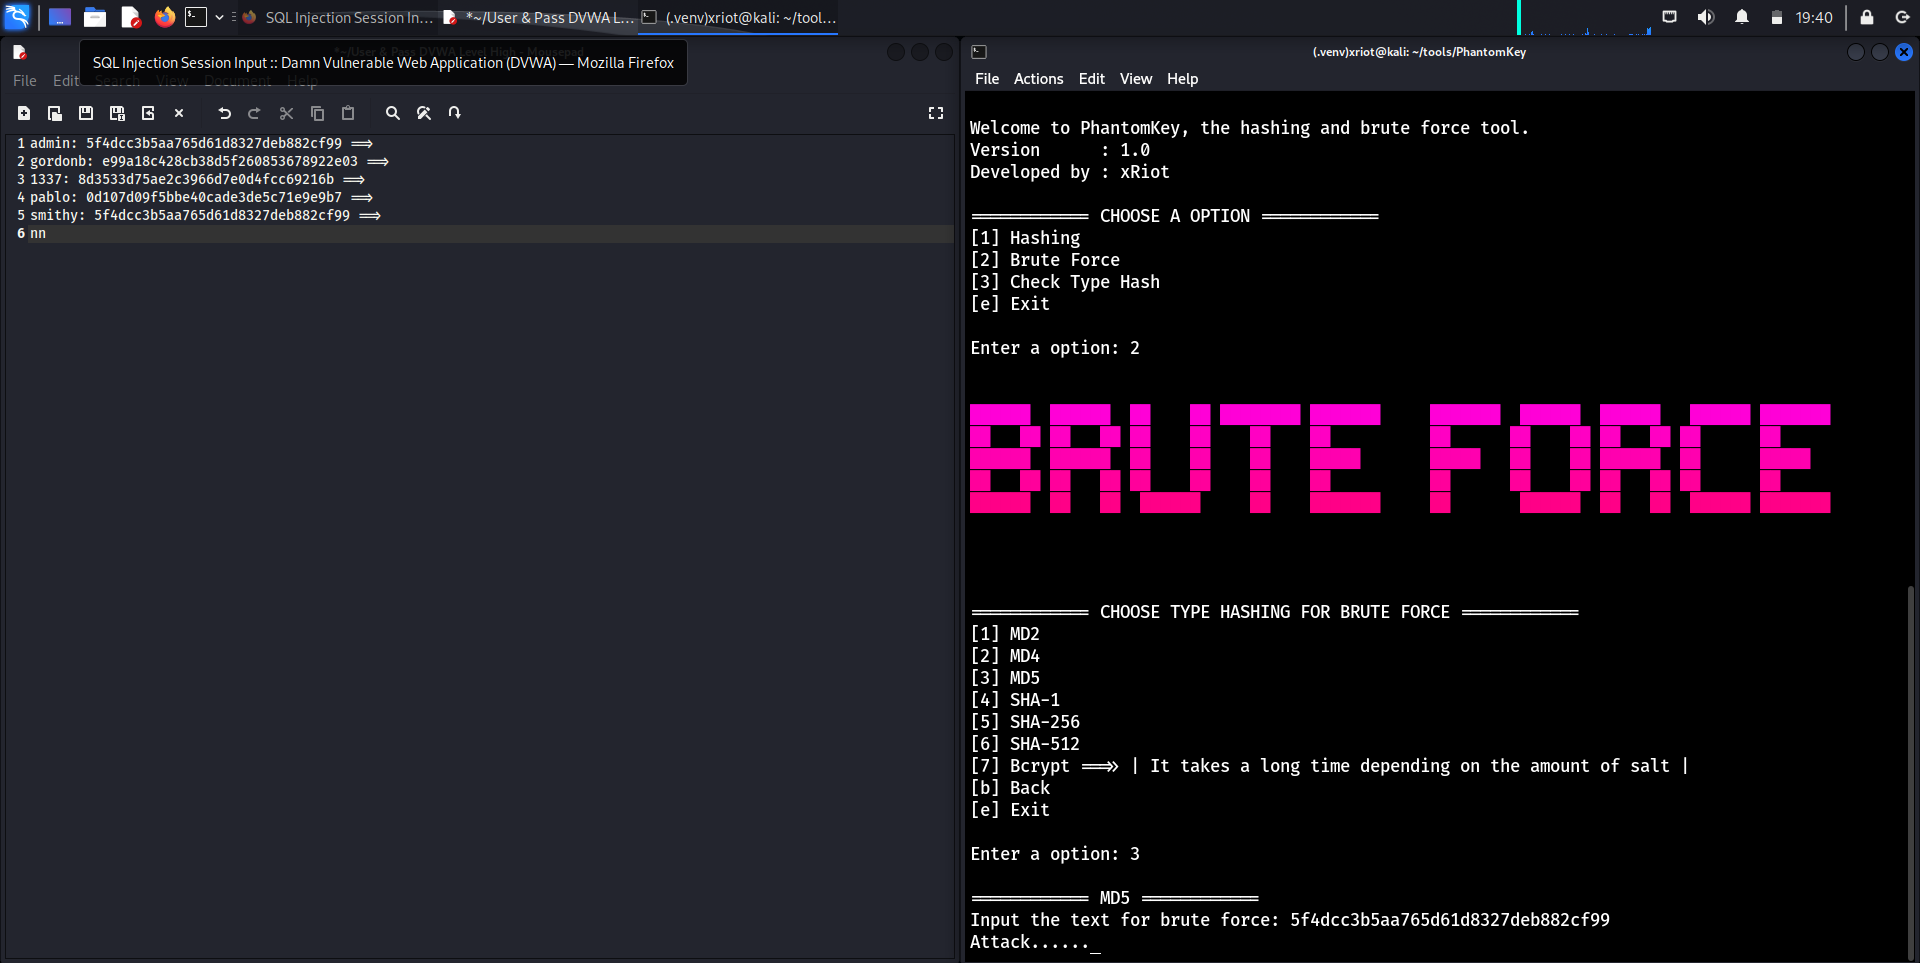 SQL Injection Session In...
*~/User & Pass DVWA L...
(.venv)xriot@kali: ~/tool...
19:40
*~/User & Pass DVWA Level High - Mousepad
SQL Injection Session Input :: Damn Vulnerable Web Application (DVWA) — Mozilla Firefox
File Edit Search View Document Help
1 admin: 5f4dcc3b5aa765d61d8327deb882cf99 ==>
2 gordonb: e99a18c428cb38d5f260853678922e03 ==>
3 1337: 8d3533d75ae2c3966d7e0d4fcc69216b ==>
4 pablo: 0d107d09f5bbe40cade3de5c71e9e9b7 ==>
5 smithy: 5f4dcc3b5aa765d61d8327deb882cf99 ==>
6 nn
(.venv)xriot@kali: ~/tools/PhantomKey
File Actions Edit View Help
Welcome to PhantomKey, the hashing and brute force tool.
Version : 1.0
Developed by : xRiot
============ CHOOSE A OPTION ============
[1] Hashing
[2] Brute Force
[3] Check Type Hash
[e] Exit
Enter a option: 2
BRUTE FORCE
============ CHOOSE TYPE HASHING FOR BRUTE FORCE ============
[1] MD2
[2] MD4
[3] MD5
[4] SHA-1
[5] SHA-256
[6] SHA-512
[7] Bcrypt ===>> | It takes a long time depending on the amount of salt |
[b] Back
[e] Exit
Enter a option: 3
============ MD5 ============
Input the text for brute force: 5f4dcc3b5aa765d61d8327deb882cf99
Attack......_